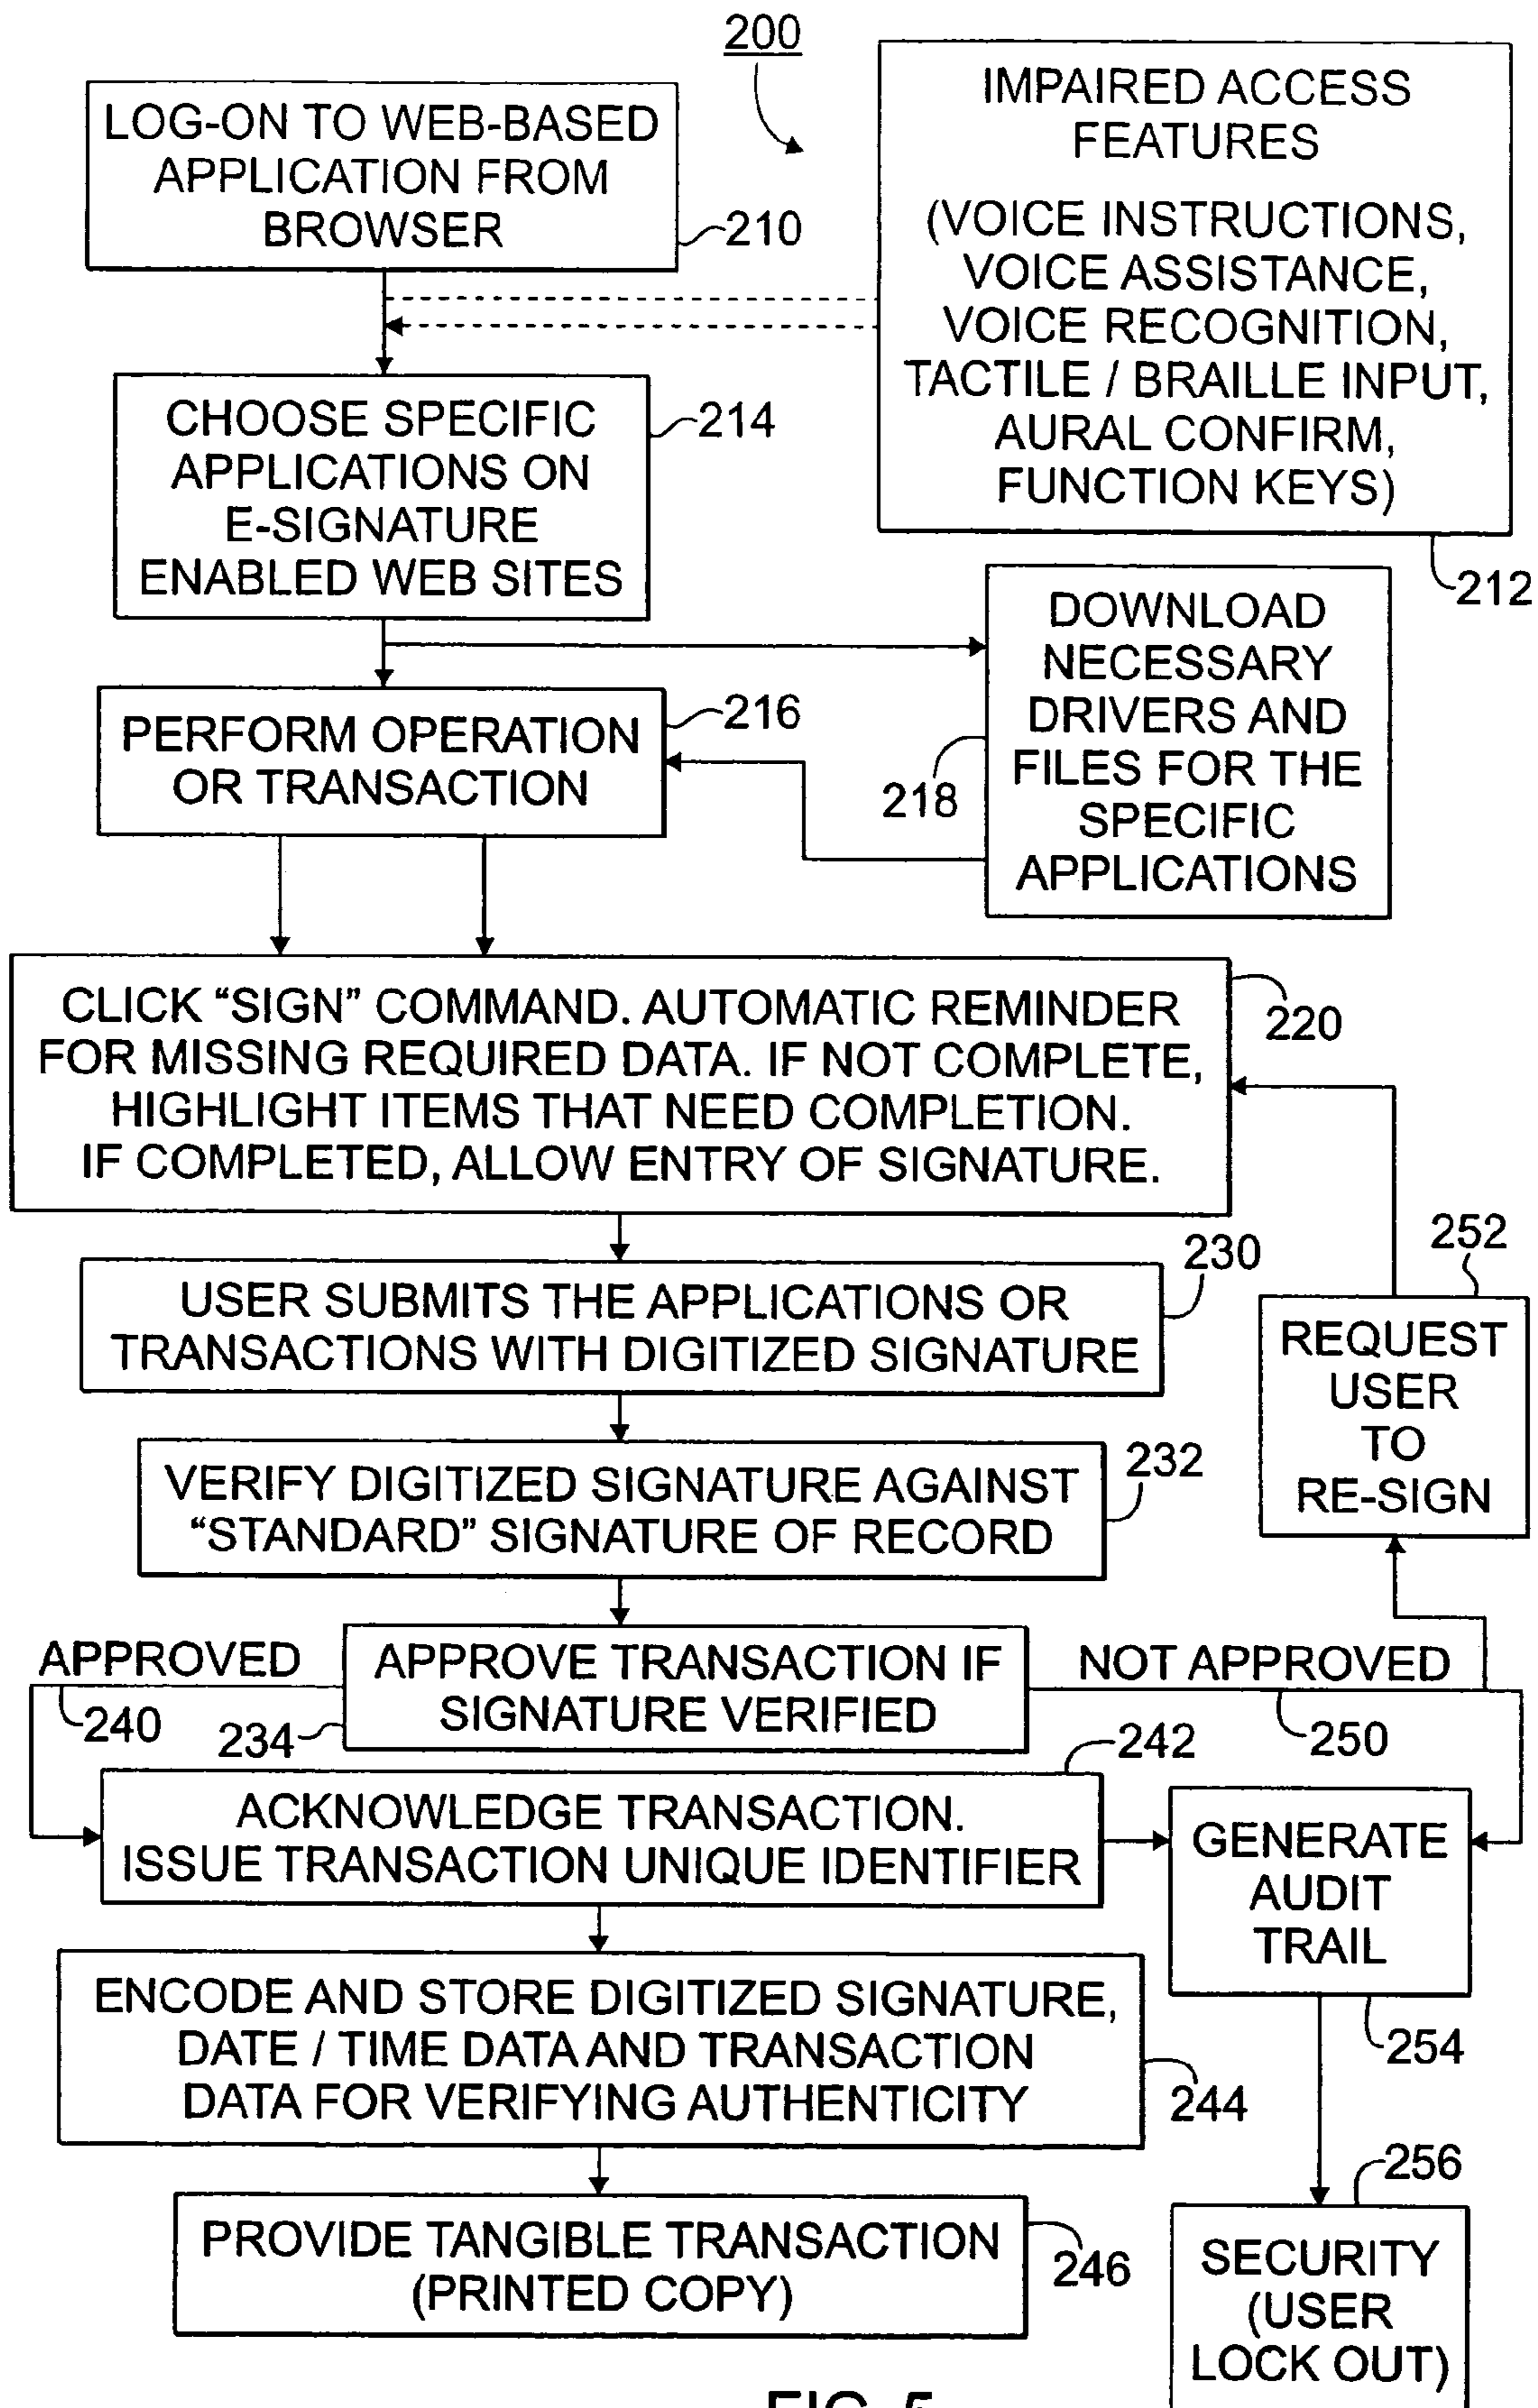 200
LOG-ON TO WEB-BASED
APPLICATION FROM
BROWSER
210
IMPAIRED ACCESS
FEATURES
(VOICE INSTRUCTIONS,
VOICE ASSISTANCE,
VOICE RECOGNITION,
TACTILE / BRAILLE INPUT,
AURAL CONFIRM,
FUNCTION KEYS)
212
CHOOSE SPECIFIC
APPLICATIONS ON
E-SIGNATURE
ENABLED WEB SITES
214
PERFORM OPERATION
OR TRANSACTION
216
DOWNLOAD
NECESSARY
DRIVERS AND
FILES FOR THE
SPECIFIC
APPLICATIONS
218
CLICK “SIGN” COMMAND. AUTOMATIC REMINDER
FOR MISSING REQUIRED DATA. IF NOT COMPLETE,
HIGHLIGHT ITEMS THAT NEED COMPLETION.
IF COMPLETED, ALLOW ENTRY OF SIGNATURE.
220
USER SUBMITS THE APPLICATIONS OR
TRANSACTIONS WITH DIGITIZED SIGNATURE
230
252
REQUEST
USER
TO
RE-SIGN
VERIFY DIGITIZED SIGNATURE AGAINST
“STANDARD” SIGNATURE OF RECORD
232
APPROVED
240
APPROVE TRANSACTION IF
SIGNATURE VERIFIED
234
NOT APPROVED
250
242
ACKNOWLEDGE TRANSACTION.
ISSUE TRANSACTION UNIQUE IDENTIFIER
GENERATE
AUDIT
TRAIL
254
ENCODE AND STORE DIGITIZED SIGNATURE,
DATE / TIME DATA AND TRANSACTION
DATA FOR VERIFYING AUTHENTICITY
244
PROVIDE TANGIBLE TRANSACTION
(PRINTED COPY)
246
256
SECURITY
(USER
LOCK OUT)
FIG. 5